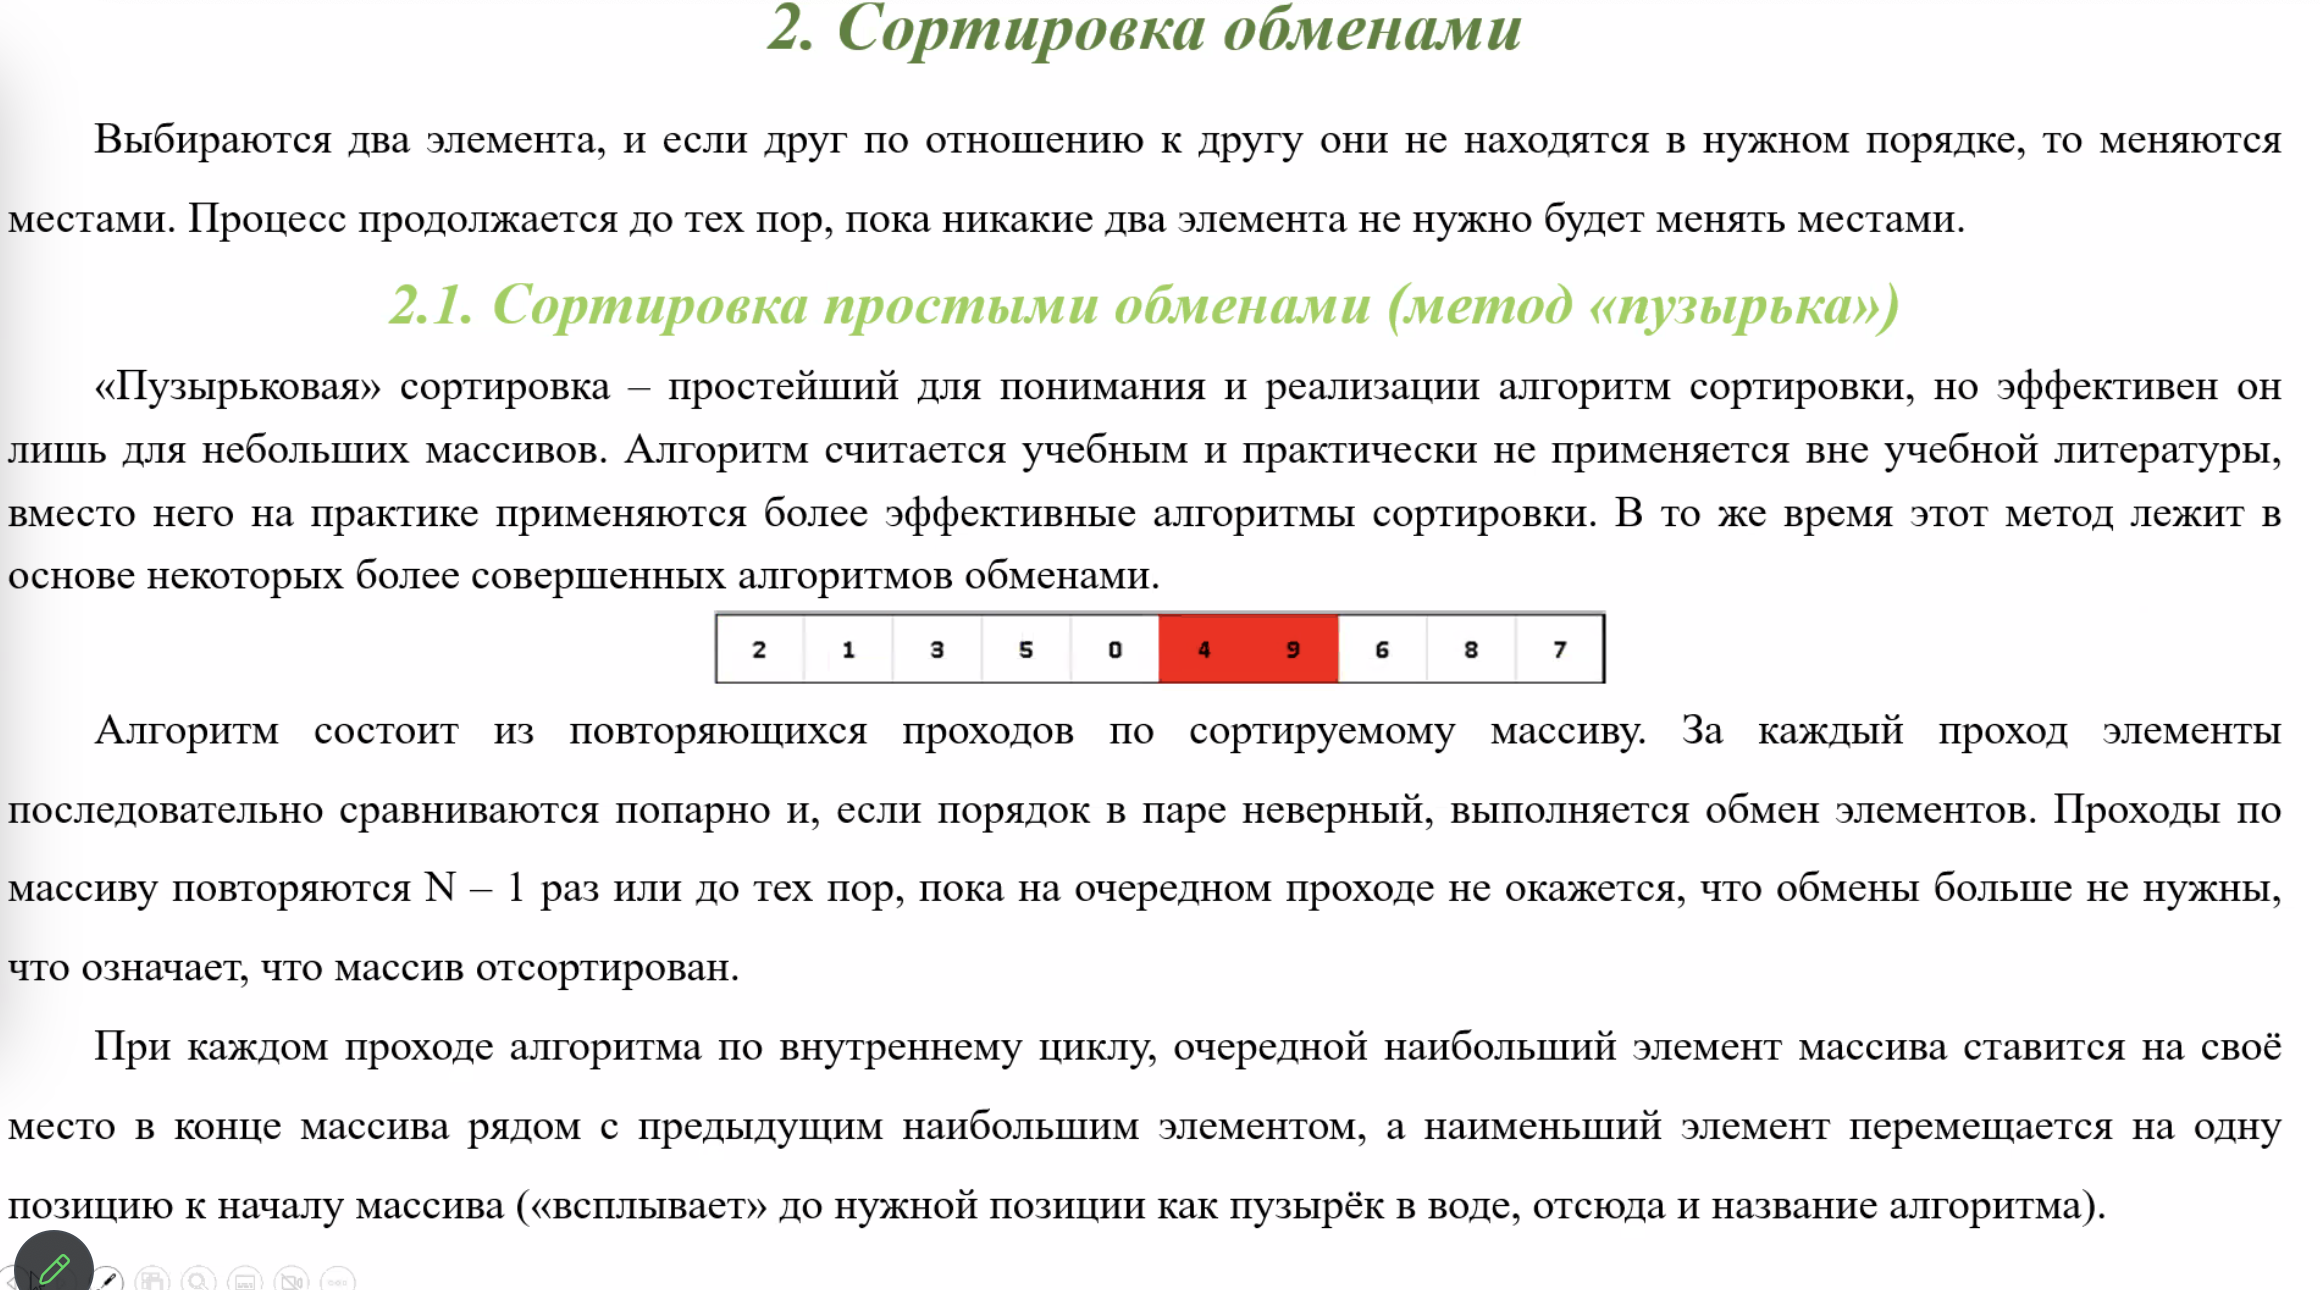 2. Сортировка обменами
Выбираются два элемента, и если друг по отношению к другу они не находятся в нужном порядке, то меняются
местами. Процесс продолжается до тех пор, пока никакие два элемента не нужно будет менять местами.
2.1. Сортировка простыми обменами (метод «пузырька»)
«Пузырьковая» сортировка – простейший для понимания и реализации алгоритм сортировки, но эффективен он
лишь для небольших массивов. Алгоритм считается учебным и практически не применяется вне учебной литературы,
вместо него на практике применяются более эффективные алгоритмы сортировки. В то же время этот метод лежит в
основе некоторых более совершенных алгоритмов обменами.
2 1 3 5 0 4 9 6 8 7
Алгоритм состоит из повторяющихся проходов по сортируемому массиву. За каждый проход элементы
последовательно сравниваются попарно и, если порядок в паре неверный, выполняется обмен элементов. Проходы по
массиву повторяются N – 1 раз или до тех пор, пока на очередном проходе не окажется, что обмены больше не нужны,
что означает, что массив отсортирован.
При каждом проходе алгоритма по внутреннему циклу, очередной наибольший элемент массива ставится на своё
место в конце массива рядом с предыдущим наибольшим элементом, а наименьший элемент перемещается на одну
позицию к началу массива («всплывает» до нужной позиции как пузырёк в воде, отсюда и название алгоритма).